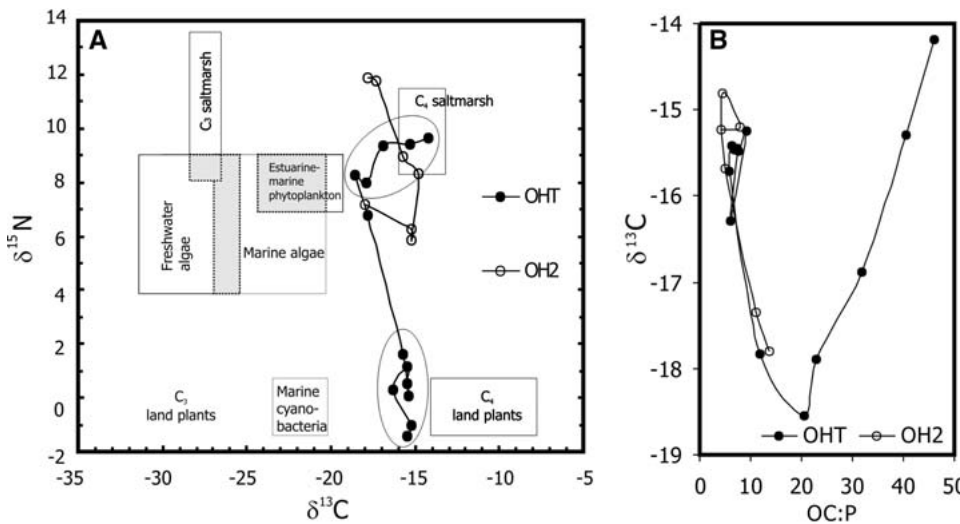 A
14
12
10
8
6
4
2
0
-2
δ15N
-35
-30
-25
-20
-15
-10
-5
δ13C
C3 saltmarsh
C4 saltmarsh
Estuarine-
marine
phytoplankton
Freshwater
algae
Marine algae
OHT
OH2
C3
land plants
Marine
cyano-
bacteria
C4
land plants
B
-14
-15
-16
-17
-18
-19
δ13C
OHT
OH2
0
10
20
30
40
50
OC:P